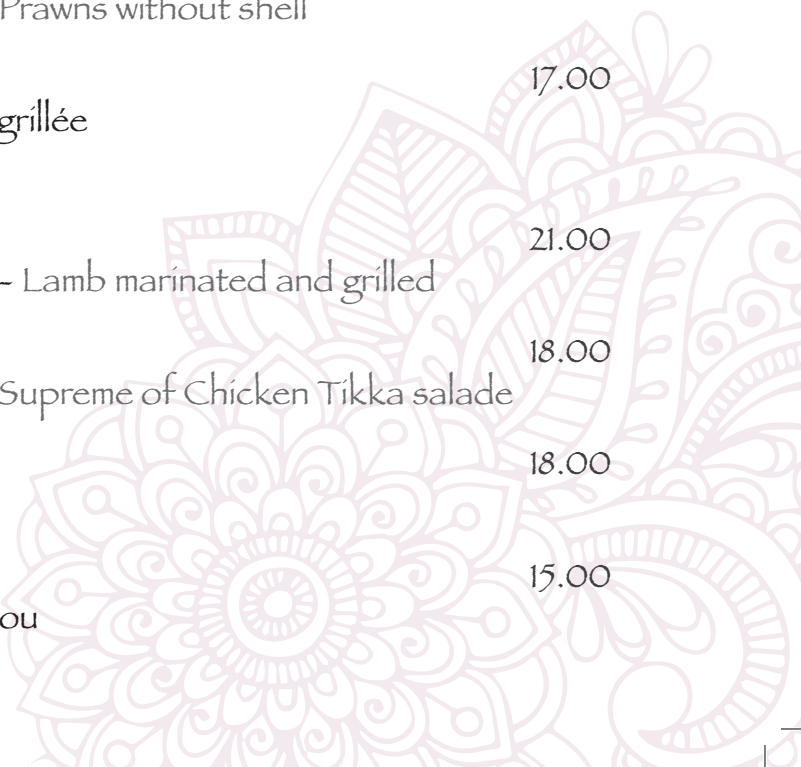 Prawns without shell
17.00
grillée
21.00
- Lamb marinated and grilled
18.00
Supreme of Chicken Tikka salade
18.00
15.00
ou